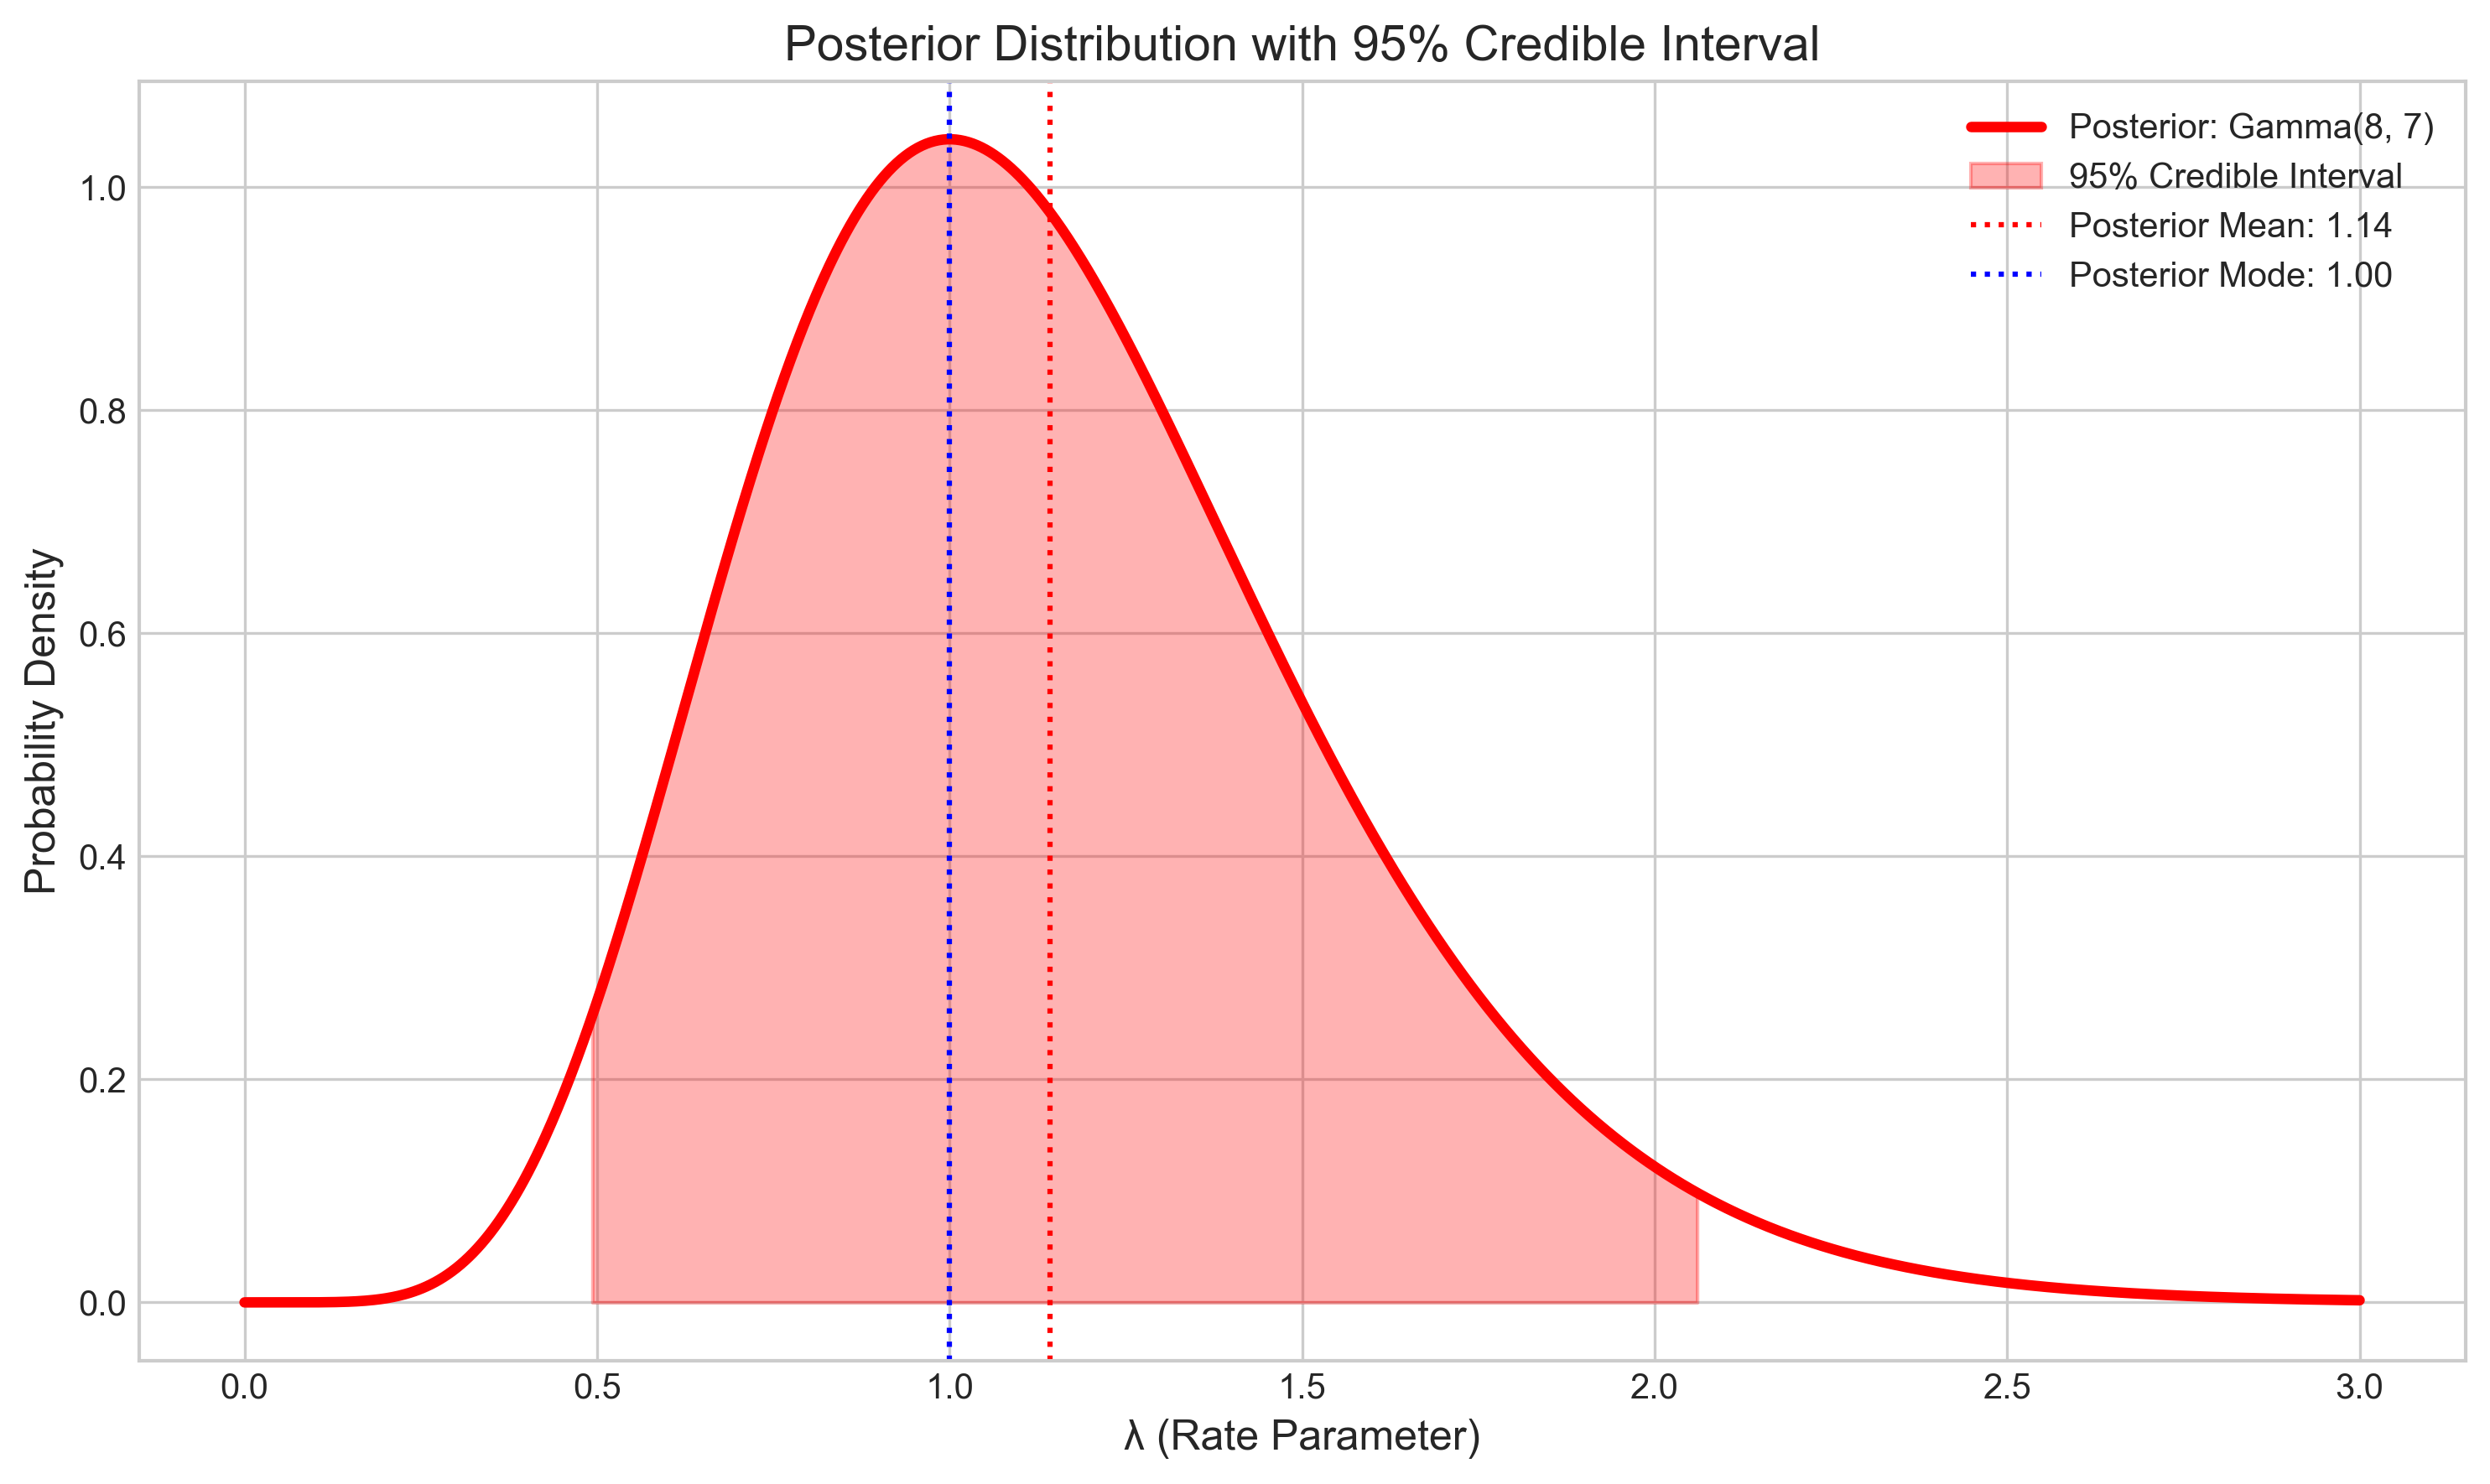 Posterior Distribution with 95% Credible Interval
Posterior: Gamma(8, 7)
95% Credible Interval
Posterior Mean: 1.14
Posterior Mode: 1.00
Probability Density
1.0
0.8
0.6
0.4
0.2
0.0
0.0 0.5 1.0 1.5 2.0 2.5 3.0
λ (Rate Parameter)